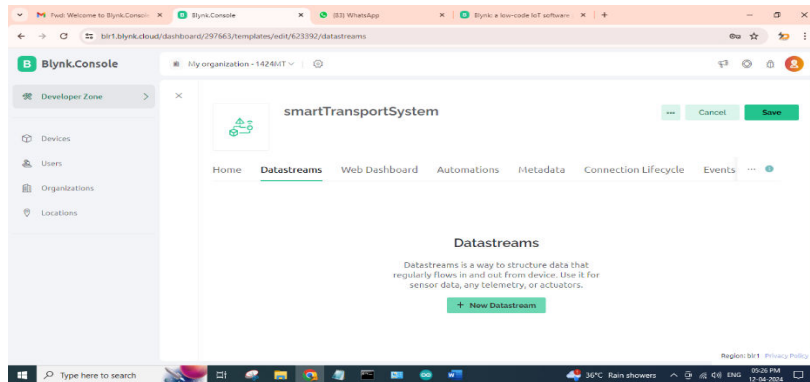 Fwd: Welcome to Blynk.Consol
Blynk.Console
(83) WhatsApp
Blynk: a low-code IoT software
blr1.blynk.cloud/dashboard/297663/templates/edit/623392/datastreams
B Blynk.Console
My organization - 1424MT
Developer Zone
Devices
Users
Organizations
Locations
smartTransportSystem
Cancel
Save
Home Datastreams Web Dashboard Automations Metadata Connection Lifecycle Events
Datastreams
Datastreams is a way to structure data that
regularly flows in and out from device. Use it for
sensor data, any telemetry, or actuators.
+ New Datastream
Region: blr1 Privacy Policy
Type here to search
36°C Rain showers
ENG
05:26 PM
12-04-2024